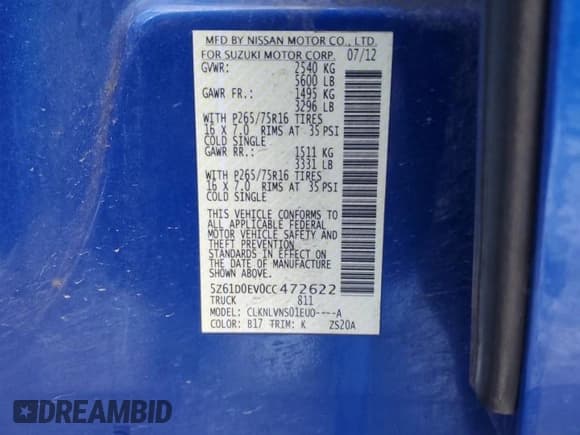 MFD BY NISSAN MOTOR CO., LTD.
FOR SUZUKI MOTOR CORP. 07/12
GVWR: 2540 KG
5600 LB
GAWR FR.: 1495 KG
3296 LB
WITH P265/75R16 TIRES
16 X 7.0 RIMS AT 35 PSI
COLD SINGLE
GAWR RR.: 1511 KG
3331 LB
WITH P265/75R16 TIRES
16 X 7.0 RIMS AT 35 PSI
COLD SINGLE
THIS VEHICLE CONFORMS TO
ALL APPLICABLE FEDERAL
MOTOR VEHICLE SAFETY AND
THEFT PREVENTION
STANDARDS IN EFFECT ON
THE DATE OF MANUFACTURE
SHOWN ABOVE.
5Z61D0EV0CC472622
TRUCK 811
MODEL: CLKNLVNS01EU0----A
COLOR: B17 TRIM: K ZS20A
DREAMBID